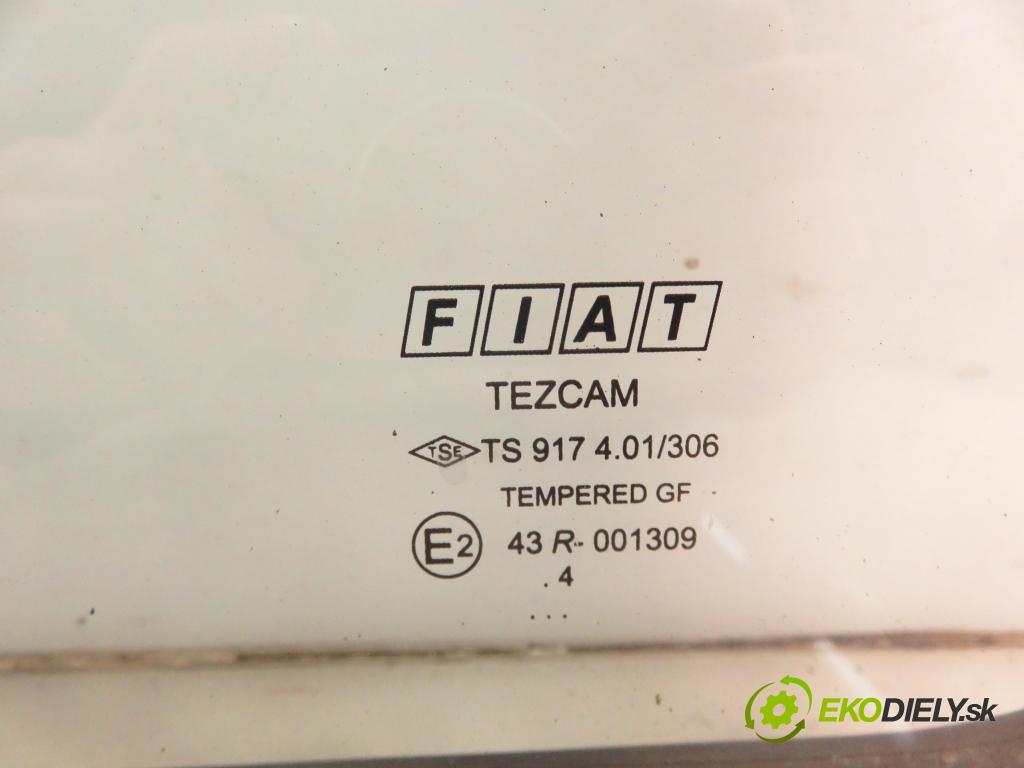 FIAT
TEZCAM
TSE TS 917 4.01/306
TEMPERED GF
E2 43 R- 001309
. 4
...
EKODIELY.sk